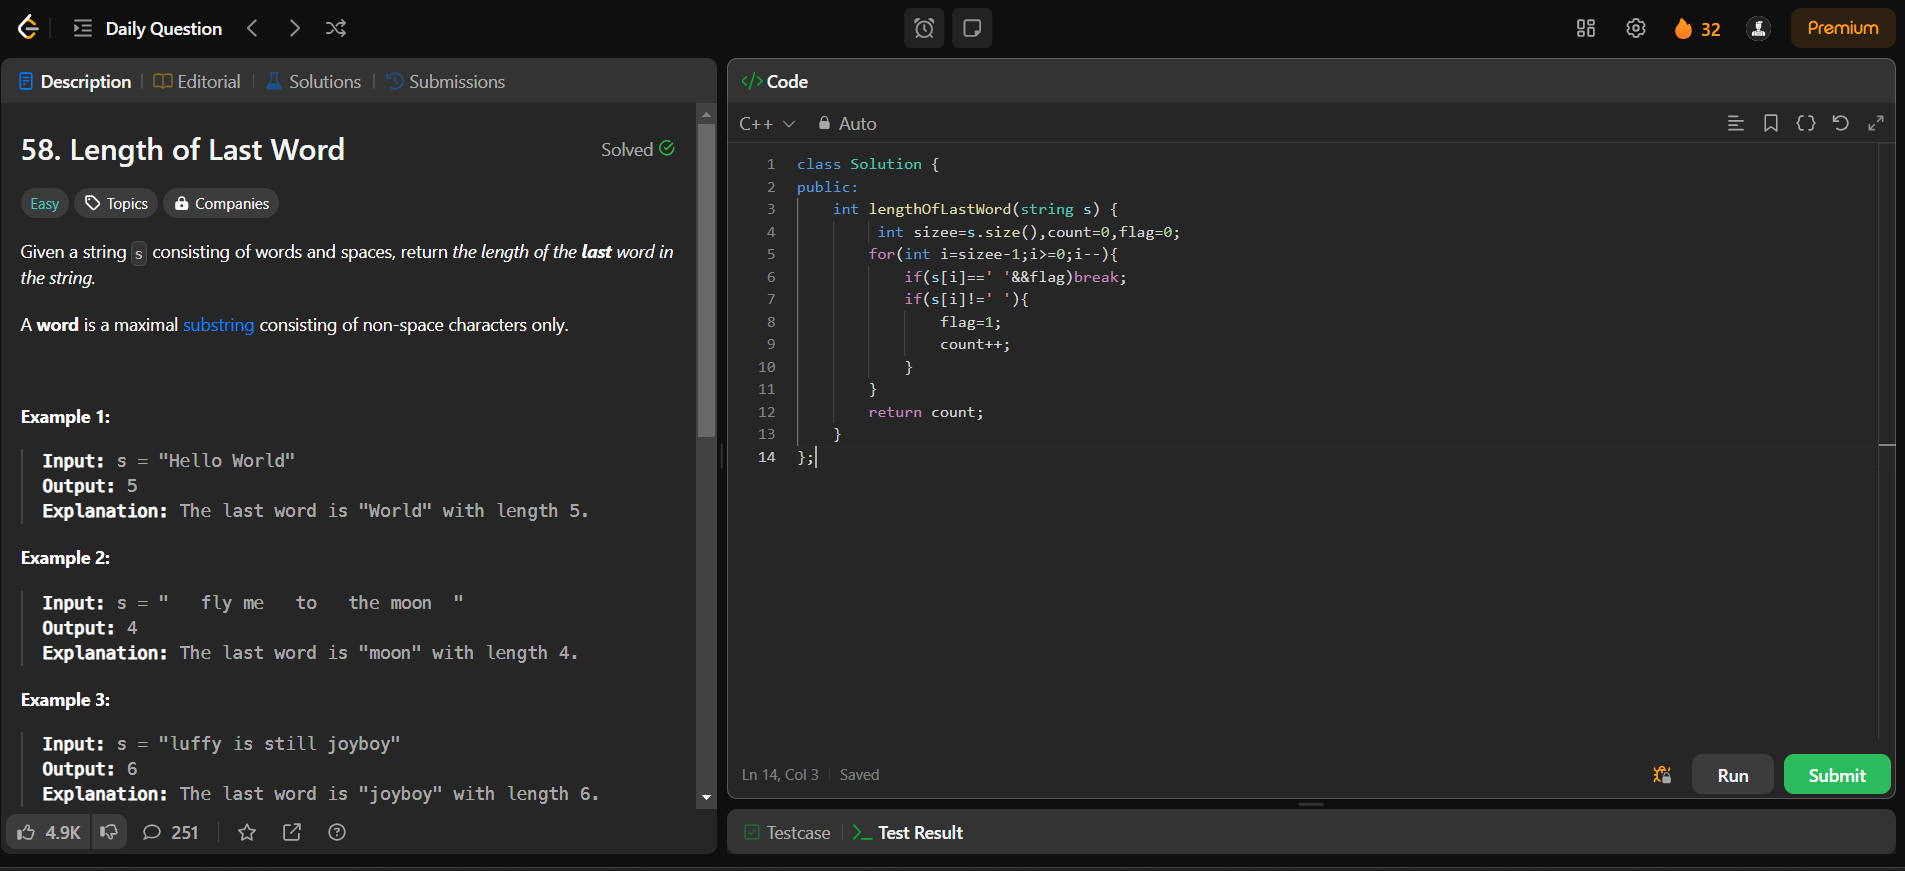 Daily Question
32
Premium
Description
Editorial
Solutions
Submissions
58. Length of Last Word
Solved
Easy
Topics
Companies
Given a string s consisting of words and spaces, return the length of the last word in
the string.
A word is a maximal substring consisting of non-space characters only.
Example 1:
Input: s = "Hello World"
Output: 5
Explanation: The last word is "World" with length 5.
Example 2:
Input: s = "   fly me   to   the moon  "
Output: 4
Explanation: The last word is "moon" with length 4.
Example 3:
Input: s = "luffy is still joyboy"
Output: 6
Explanation: The last word is "joyboy" with length 6.
4.9K
251
</> Code
C++
Auto
1 class Solution {
2 public:
3     int lengthOfLastWord(string s) {
4          int sizee=s.size(),count=0,flag=0;
5         for(int i=sizee-1;i>=0;i--){
6             if(s[i]==' '&&flag)break;
7             if(s[i]!=' '){
8                 flag=1;
9                 count++;
10             }
11         }
12         return count;
13     }
14 };
Ln 14, Col 3
Saved
Run
Submit
Testcase
Test Result